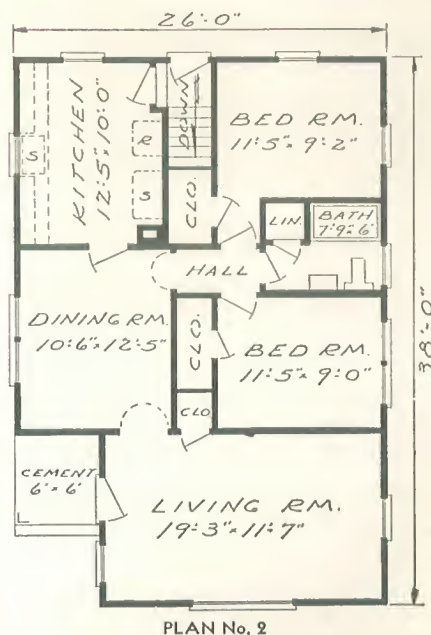 26'-0"
KITCHEN
12'-5"x10'-0"
S
R
S
DOWN
BED RM.
11'-5"x9'-2"
CLO.
LIN.
BATH
7'-9"x6'
HALL
DINING RM.
10'-6"x12'-5"
CLO.
BED RM.
11'-5"x9'-0"
38'-0"
CLO
CEMENT
6'x6'
LIVING RM.
19'-3"x11'-7"
PLAN No. 2